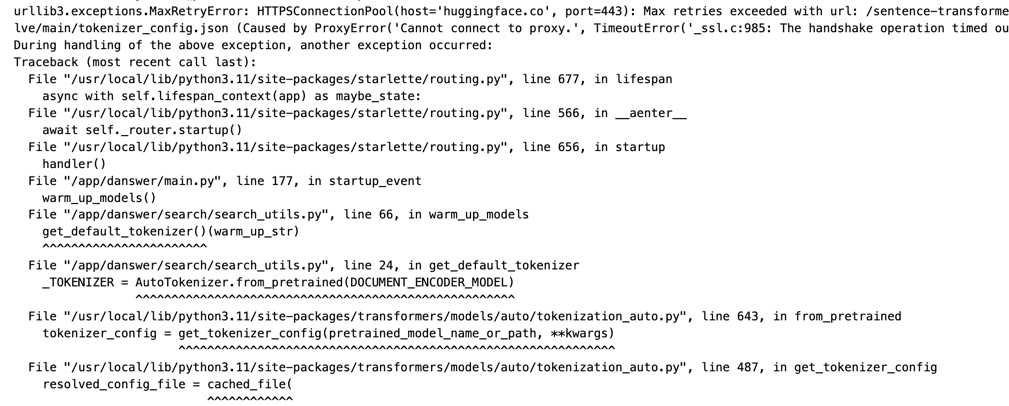 urllib3.exceptions.MaxRetryError: HTTPSConnectionPool(host='huggingface.co', port=443): Max retries exceeded with url: /sentence-transforme
lve/main/tokenizer_config.json (Caused by ProxyError('Cannot connect to proxy.', TimeoutError('_ssl.c:985: The handshake operation timed ou
During handling of the above exception, another exception occurred:
Traceback (most recent call last):
  File "/usr/local/lib/python3.11/site-packages/starlette/routing.py", line 677, in lifespan
    async with self.lifespan_context(app) as maybe_state:
  File "/usr/local/lib/python3.11/site-packages/starlette/routing.py", line 566, in __aenter__
    await self._router.startup()
  File "/usr/local/lib/python3.11/site-packages/starlette/routing.py", line 656, in startup
    handler()
  File "/app/danswer/main.py", line 177, in startup_event
    warm_up_models()
  File "/app/danswer/search/search_utils.py", line 66, in warm_up_models
    get_default_tokenizer()(warm_up_str)
    ^^^^^^^^^^^^^^^^^^^^^^^
  File "/app/danswer/search/search_utils.py", line 24, in get_default_tokenizer
    _TOKENIZER = AutoTokenizer.from_pretrained(DOCUMENT_ENCODER_MODEL)
                 ^^^^^^^^^^^^^^^^^^^^^^^^^^^^^^^^^^^^^^^^^^^^^^^^^^^^^
  File "/usr/local/lib/python3.11/site-packages/transformers/models/auto/tokenization_auto.py", line 643, in from_pretrained
    tokenizer_config = get_tokenizer_config(pretrained_model_name_or_path, **kwargs)
                       ^^^^^^^^^^^^^^^^^^^^^^^^^^^^^^^^^^^^^^^^^^^^^^^^^^^^^^^^^^^^^
  File "/usr/local/lib/python3.11/site-packages/transformers/models/auto/tokenization_auto.py", line 487, in get_tokenizer_config
    resolved_config_file = cached_file(
                           ^^^^^^^^^^^^